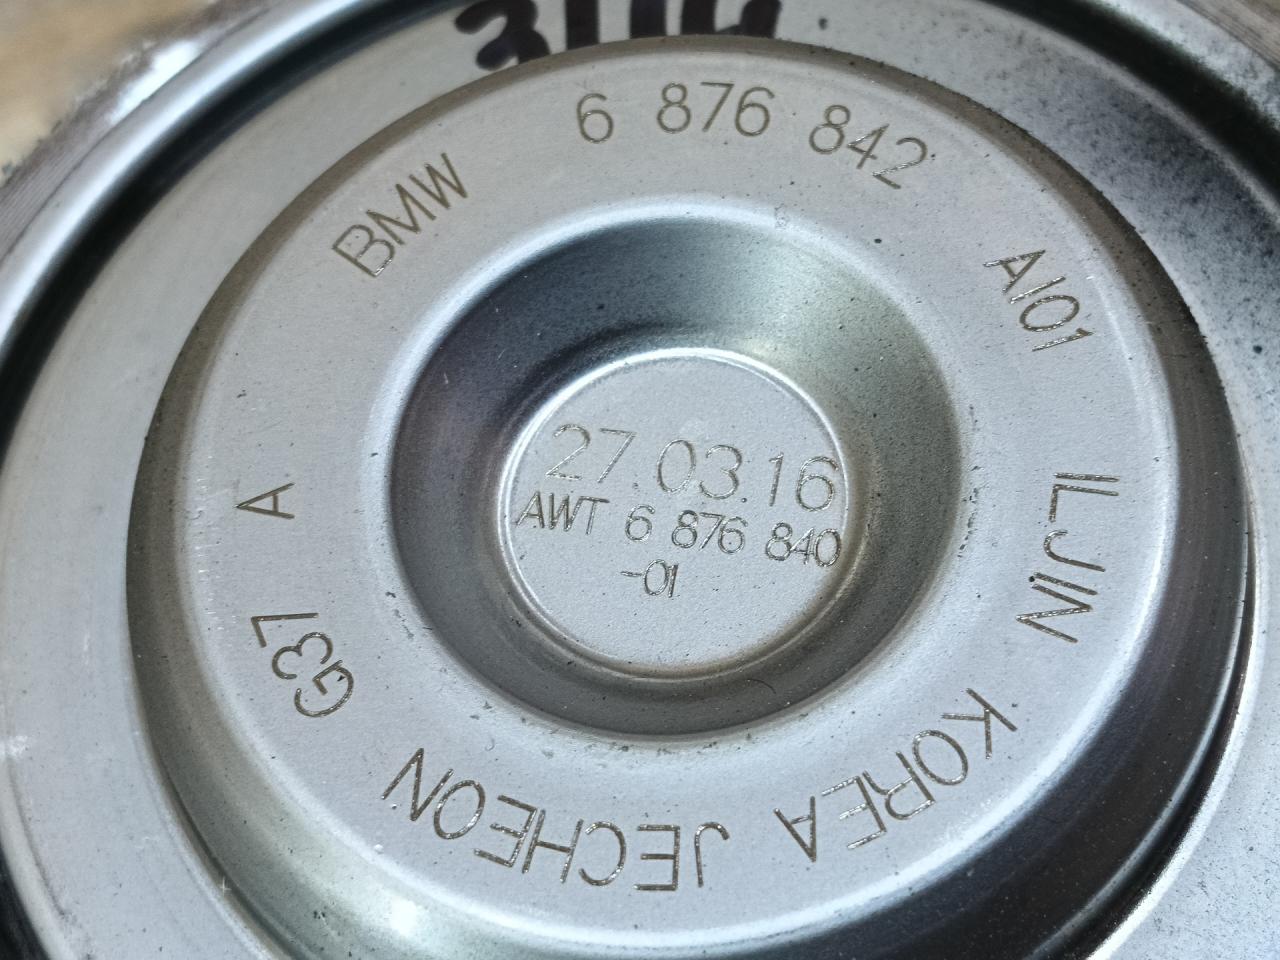 BMW 6 876 842 AI01 ILJIN KOREA JECHEON G37 A
27.03.16
AWT 6 876 840
-01